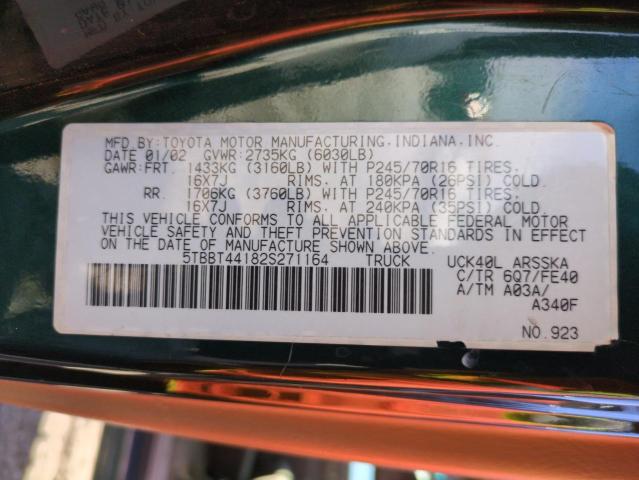 MFD BY:TOYOTA MOTOR MANUFACTURING,INDIANA,INC.
DATE 01/02 GVWR:2735KG (6030LB)
GAWR:FRT. 1433KG (3160LB) WITH P245/70R16 TIRES.
16X7J RIMS. AT 180KPA (26PSI) COLD.
RR. 1706KG (3760LB) WITH P245/70R16 TIRES.
16X7J RIMS. AT 240KPA (35PSI) COLD.
THIS VEHICLE CONFORMS TO ALL APPLICABLE FEDERAL MOTOR
VEHICLE SAFETY AND THEFT PREVENTION STANDARDS IN EFFECT
ON THE DATE OF MANUFACTURE SHOWN ABOVE.
5TBBT44182S271164 TRUCK UCK40L ARSSKA
C/TR 6Q7/FE40
A/TM A03A/
A340F
NO.923